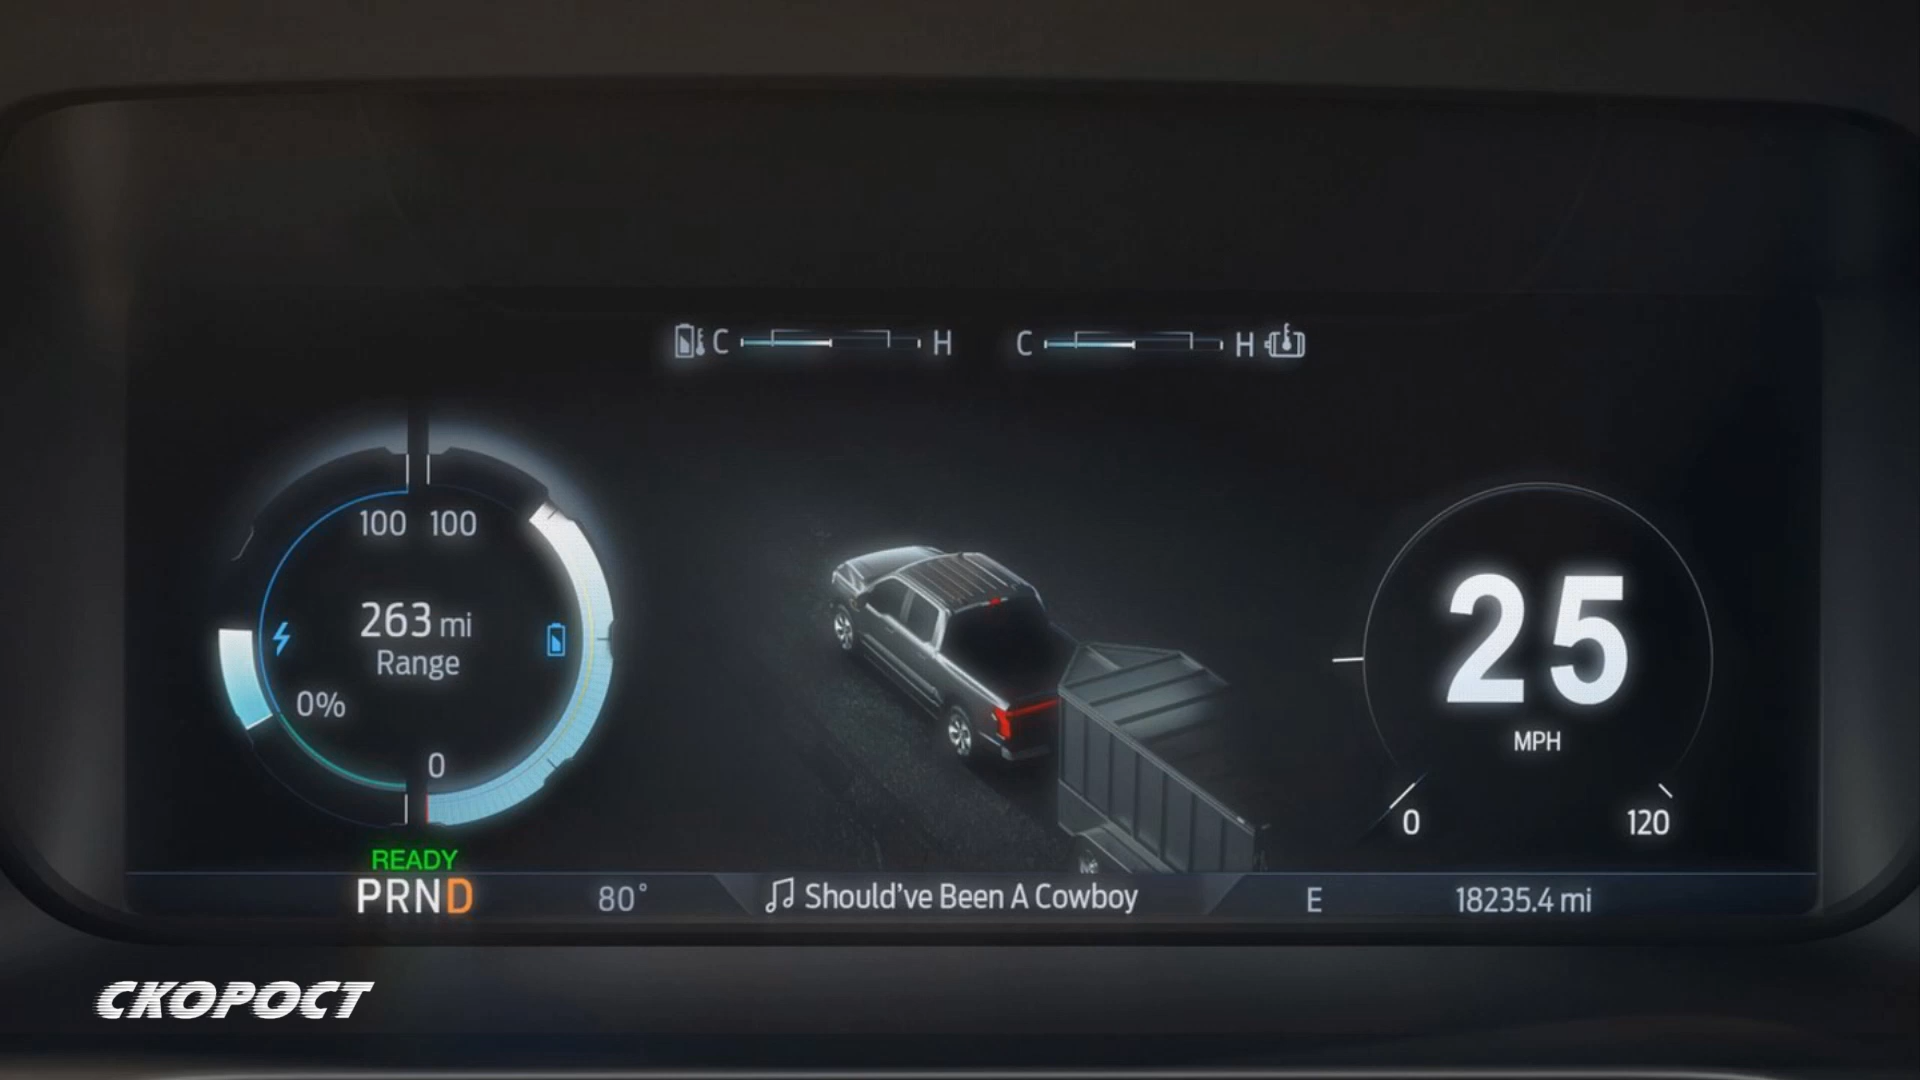 C H C H
100 100
263 mi
Range
0%
0
25
MPH
0 120
READY
PRND 80° Should've Been A Cowboy E 18235.4 mi
СКОРОСТ